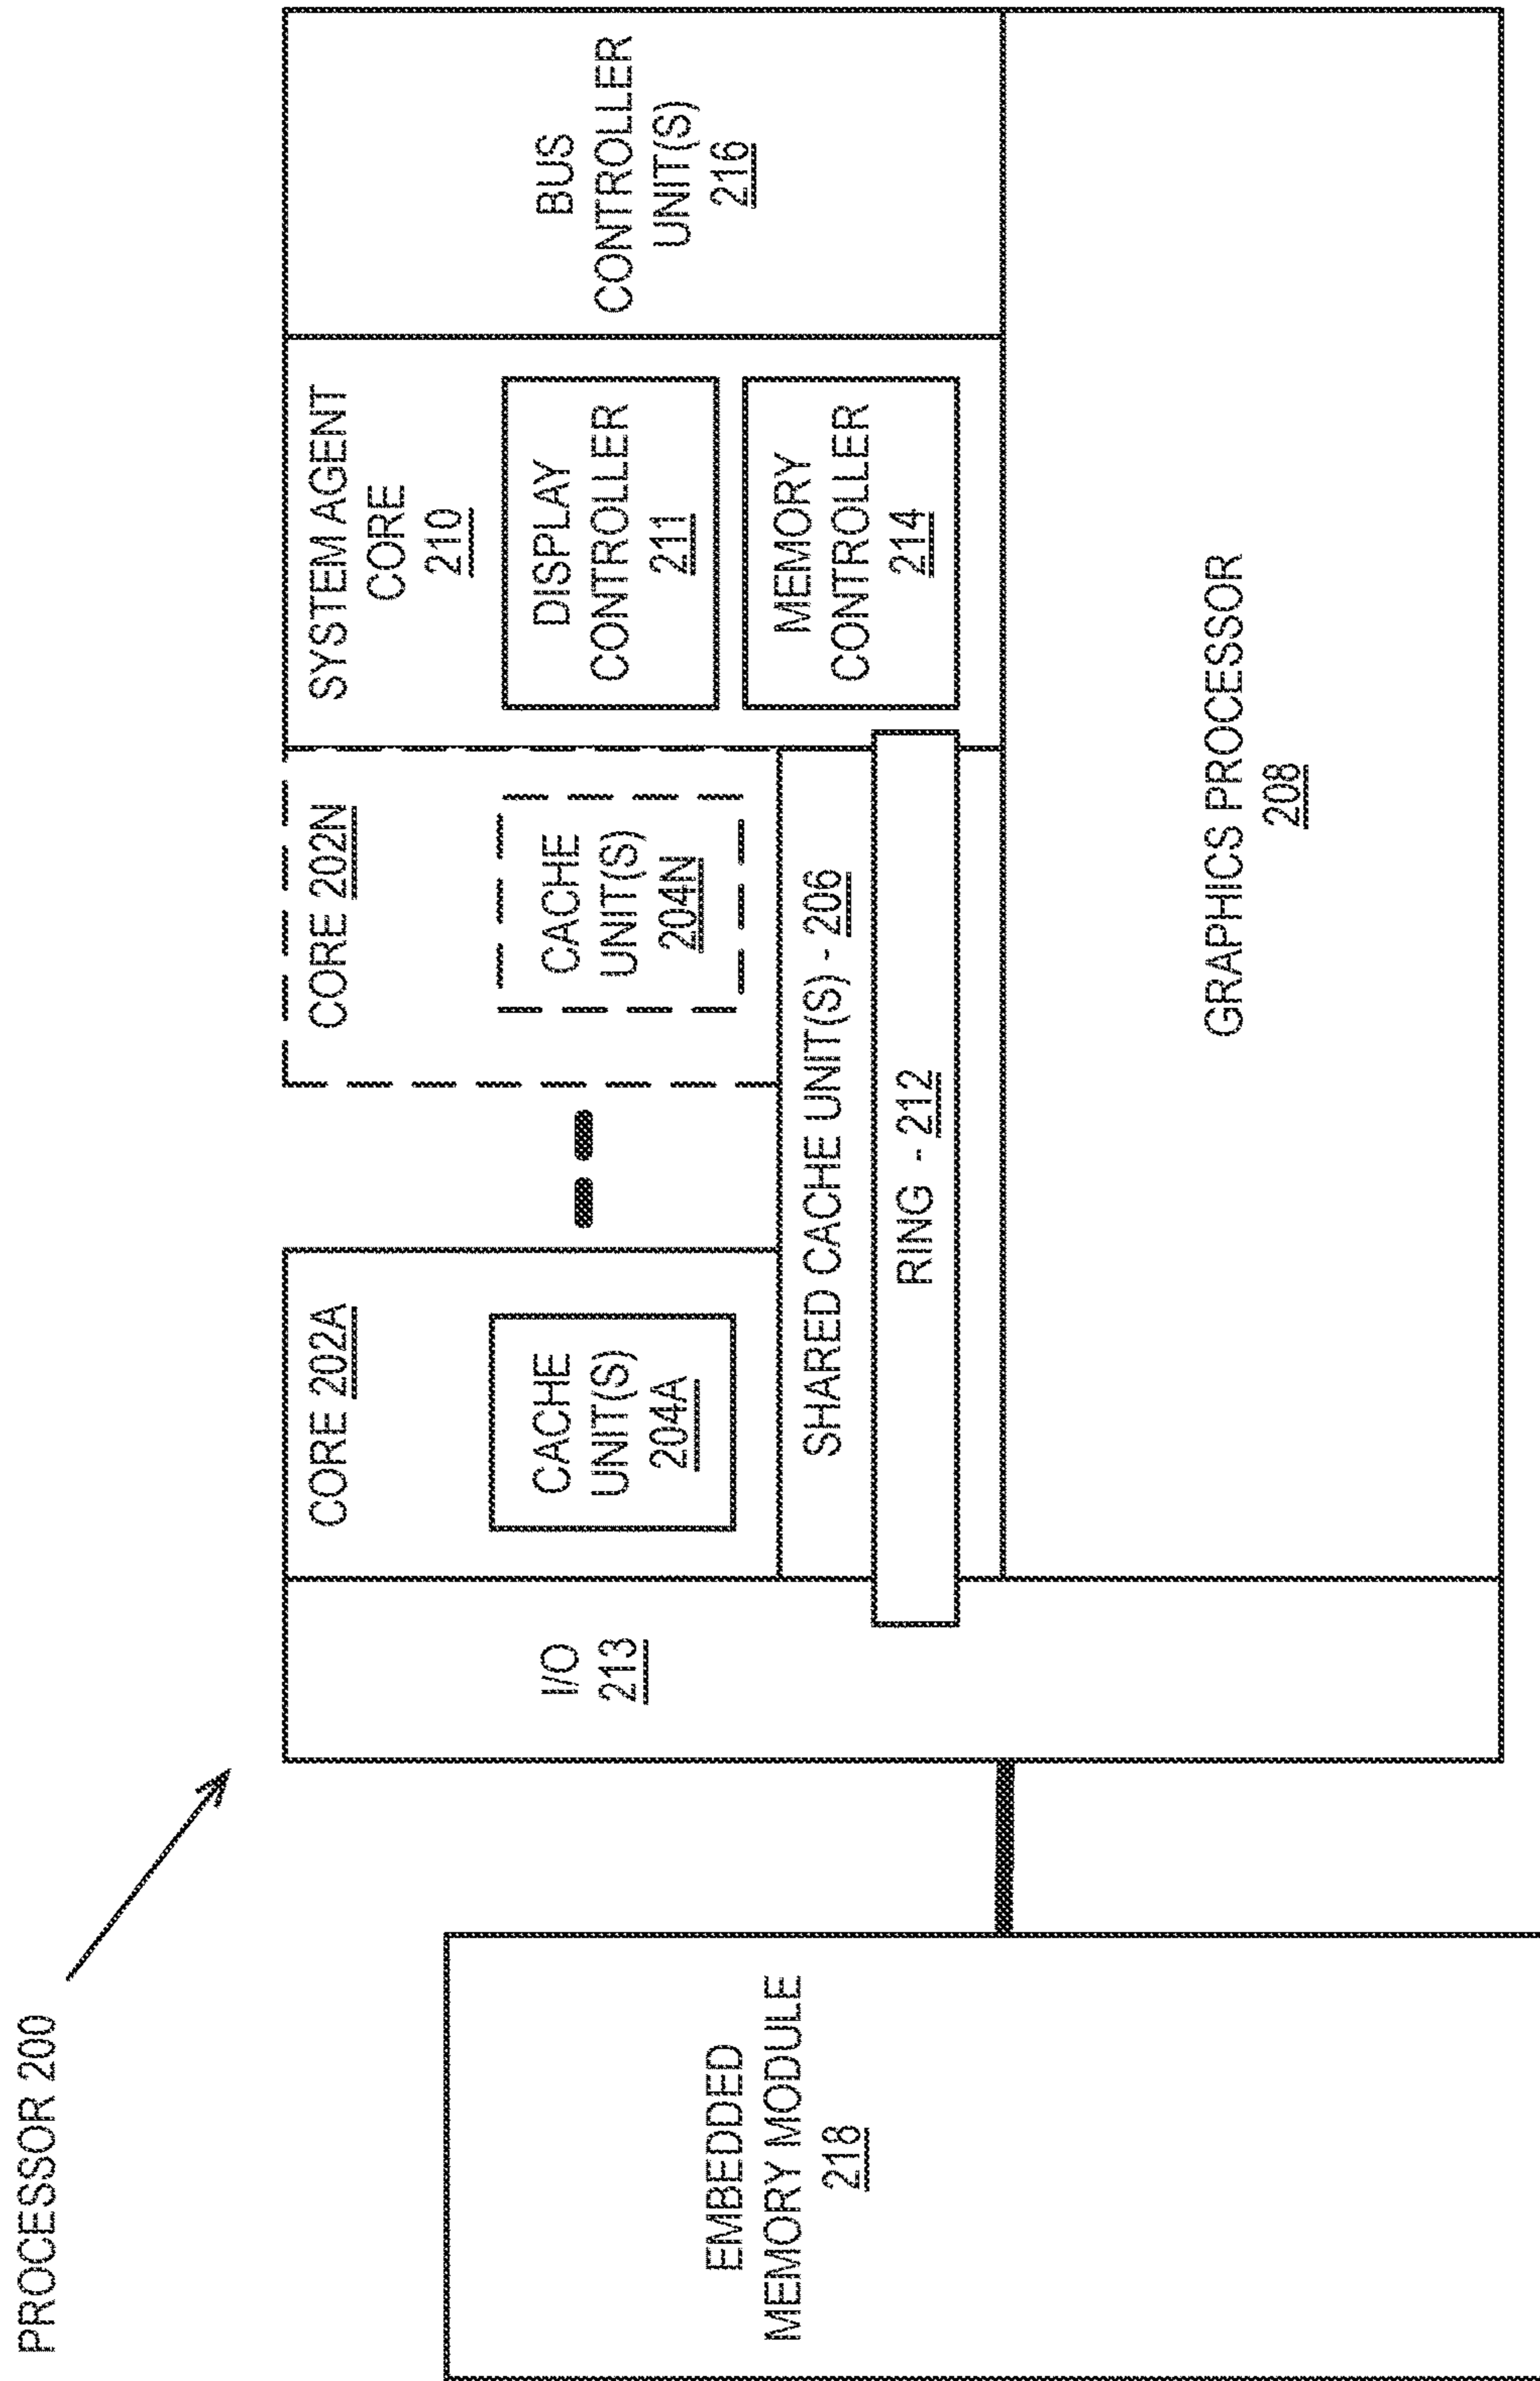 PROCESSOR 200
EMBEDDED
MEMORY MODULE
218
I/O
213
CORE 202A
CACHE
UNIT(S)
204A
CORE 202N
CACHE
UNIT(S)
204N
SHARED CACHE UNIT(S) - 206
RING - 212
SYSTEM AGENT
CORE
210
DISPLAY
CONTROLLER
211
MEMORY
CONTROLLER
214
BUS
CONTROLLER
UNIT(S)
216
GRAPHICS PROCESSOR
208